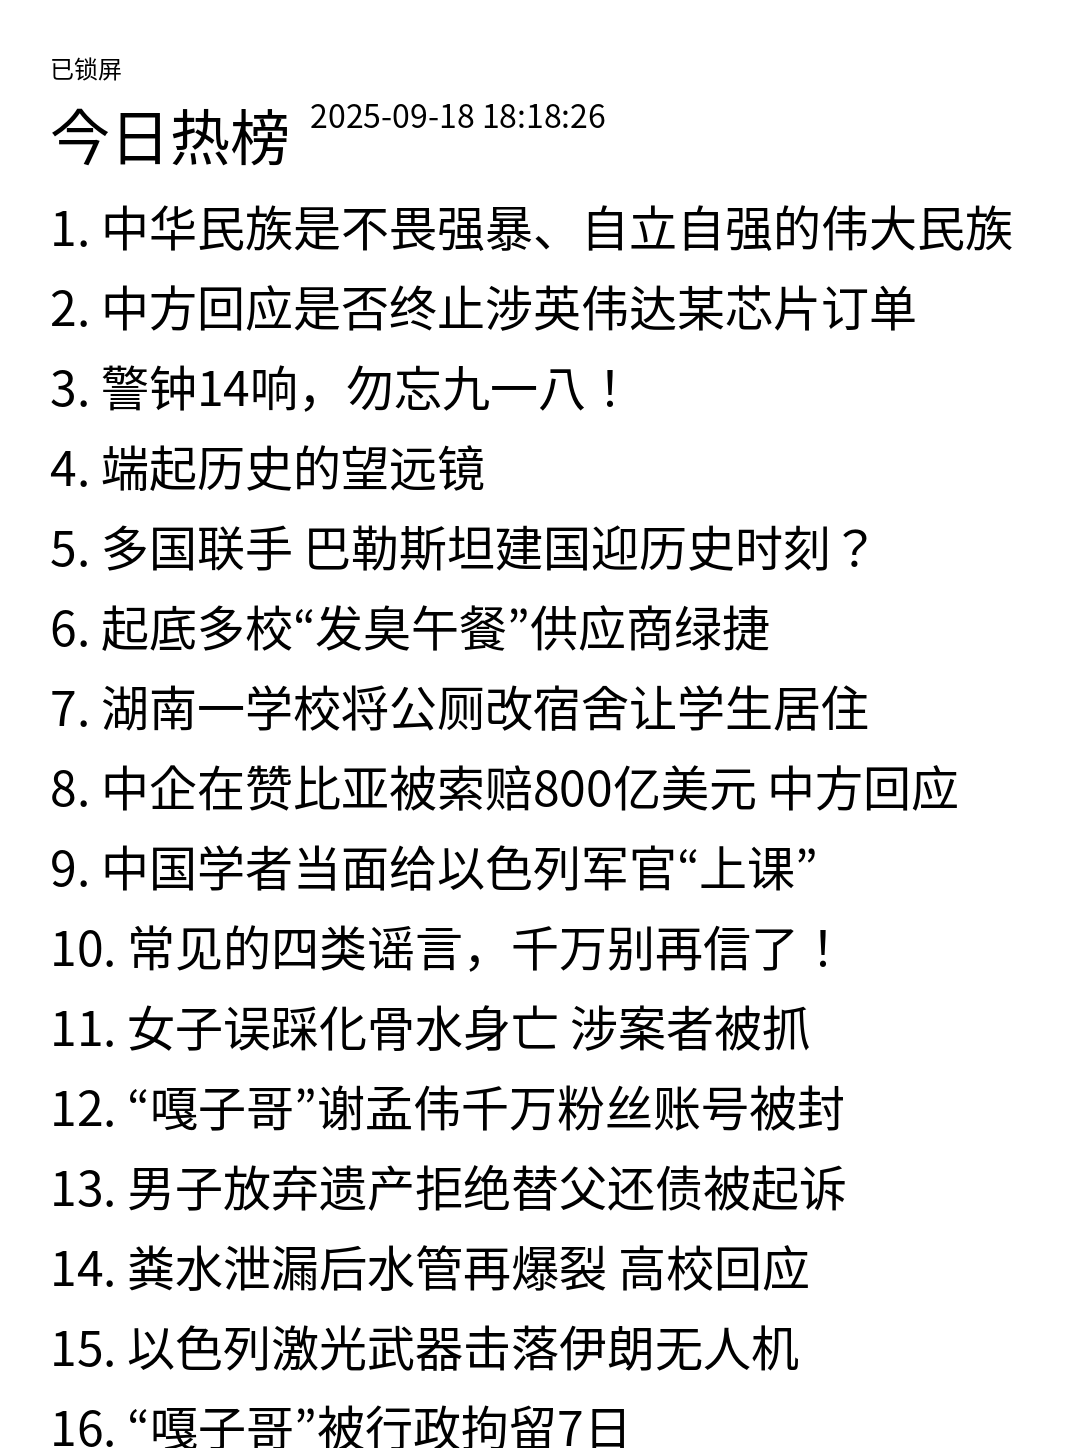 已锁屏
今日热榜 2025-09-18 18:18:26
1. 中华民族是不畏强暴、自立自强的伟大民族
2. 中方回应是否终止涉英伟达某芯片订单
3. 警钟14响，勿忘九一八！
4. 端起历史的望远镜
5. 多国联手 巴勒斯坦建国迎历史时刻？
6. 起底多校“发臭午餐”供应商绿捷
7. 湖南一学校将公厕改宿舍让学生居住
8. 中企在赞比亚被索赔800亿美元 中方回应
9. 中国学者当面给以色列军官“上课”
10. 常见的四类谣言，千万别再信了！
11. 女子误踩化骨水身亡 涉案者被抓
12. “嘎子哥”谢孟伟千万粉丝账号被封
13. 男子放弃遗产拒绝替父还债被起诉
14. 粪水泄漏后水管再爆裂 高校回应
15. 以色列激光武器击落伊朗无人机
16. “嘎子哥”被行政拘留7日